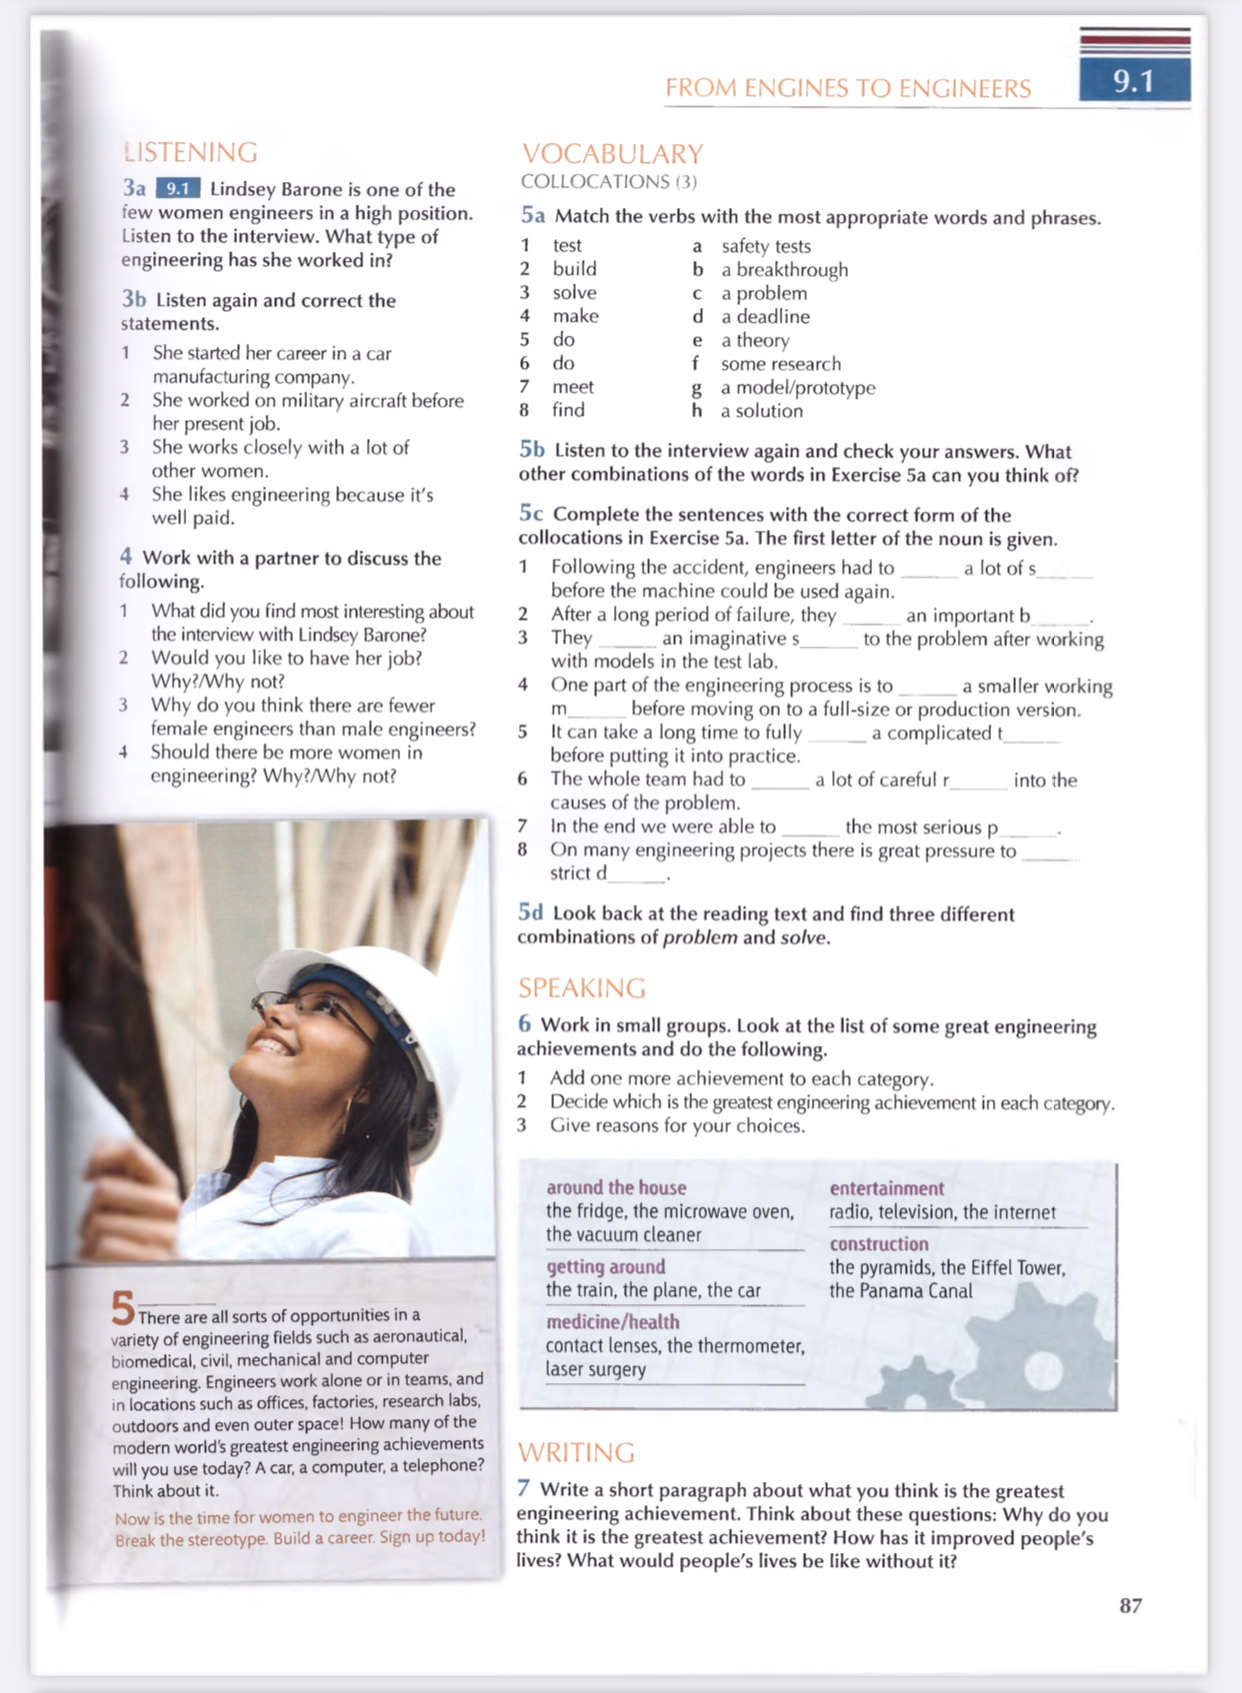 FROM ENGINES TO ENGINEERS
9.1
LISTENING
3a 9.1 Lindsey Barone is one of the
few women engineers in a high position.
Listen to the interview. What type of
engineering has she worked in?
3b Listen again and correct the
statements.
1 She started her career in a car
manufacturing company.
2 She worked on military aircraft before
her present job.
3 She works closely with a lot of
other women.
4 She likes engineering because it's
well paid.
4 Work with a partner to discuss the
following.
1 What did you find most interesting about
the interview with Lindsey Barone?
2 Would you like to have her job?
Why?/Why not?
3 Why do you think there are fewer
female engineers than male engineers?
4 Should there be more women in
engineering? Why?/Why not?
5 There are all sorts of opportunities in a
variety of engineering fields such as aeronautical,
biomedical, civil, mechanical and computer
engineering. Engineers work alone or in teams, and
in locations such as offices, factories, research labs,
outdoors and even outer space! How many of the
modern world's greatest engineering achievements
will you use today? A car, a computer, a telephone?
Think about it.
Now is the time for women to engineer the future.
Break the stereotype. Build a career. Sign up today!
VOCABULARY
COLLOCATIONS (3)
5a Match the verbs with the most appropriate words and phrases.
1 test a safety tests
2 build b a breakthrough
3 solve c a problem
4 make d a deadline
5 do e a theory
6 do f some research
7 meet g a model/prototype
8 find h a solution
5b Listen to the interview again and check your answers. What
other combinations of the words in Exercise 5a can you think of?
5c Complete the sentences with the correct form of the
collocations in Exercise 5a. The first letter of the noun is given.
1 Following the accident, engineers had to ______ a lot of s______
before the machine could be used again.
2 After a long period of failure, they ______ an important b______.
3 They ______ an imaginative s______ to the problem after working
with models in the test lab.
4 One part of the engineering process is to ______ a smaller working
m______ before moving on to a full-size or production version.
5 It can take a long time to fully ______ a complicated t______
before putting it into practice.
6 The whole team had to ______ a lot of careful r______ into the
causes of the problem.
7 In the end we were able to ______ the most serious p______.
8 On many engineering projects there is great pressure to ______
strict d______.
5d Look back at the reading text and find three different
combinations of problem and solve.
SPEAKING
6 Work in small groups. Look at the list of some great engineering
achievements and do the following.
1 Add one more achievement to each category.
2 Decide which is the greatest engineering achievement in each category.
3 Give reasons for your choices.
around the house
the fridge, the microwave oven,
the vacuum cleaner
getting around
the train, the plane, the car
medicine/health
contact lenses, the thermometer,
laser surgery
entertainment
radio, television, the internet
construction
the pyramids, the Eiffel Tower,
the Panama Canal
WRITING
7 Write a short paragraph about what you think is the greatest
engineering achievement. Think about these questions: Why do you
think it is the greatest achievement? How has it improved people's
lives? What would people's lives be like without it?
87